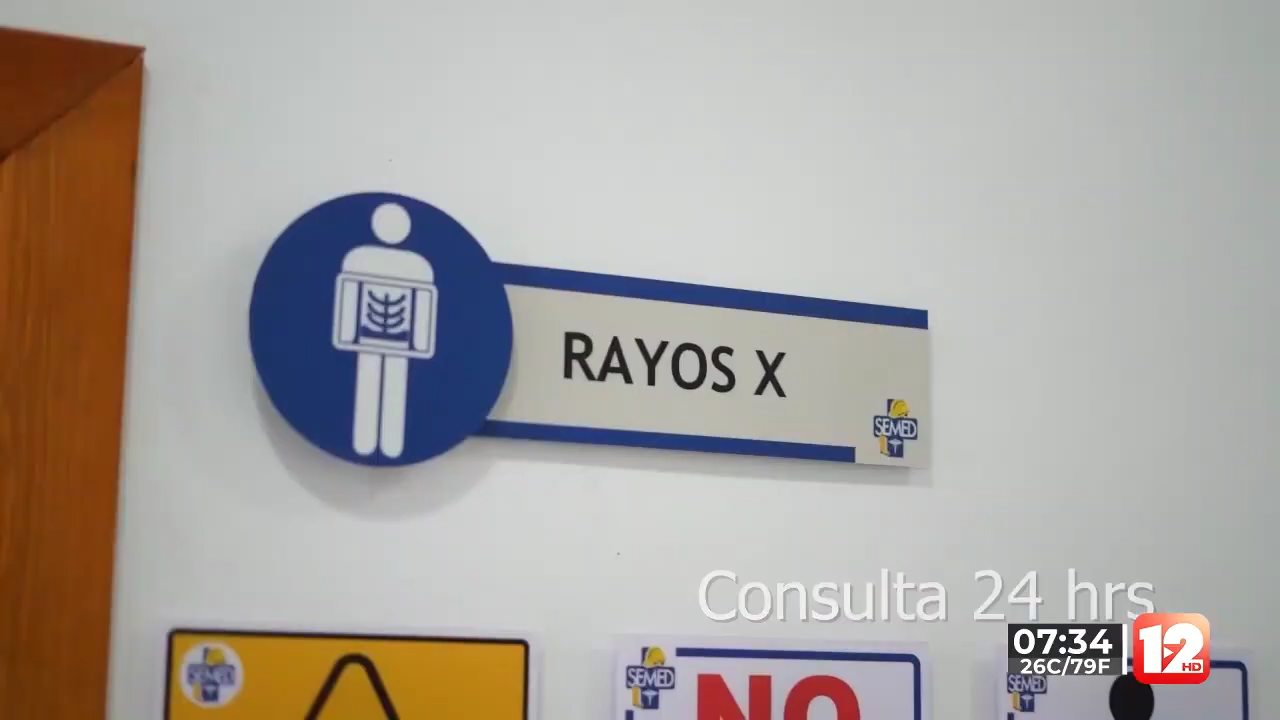 RAYOS X
SEMED
Consulta 24 hrs
07:34
26C/79F
12
HD
SEMED
NO
SEMED